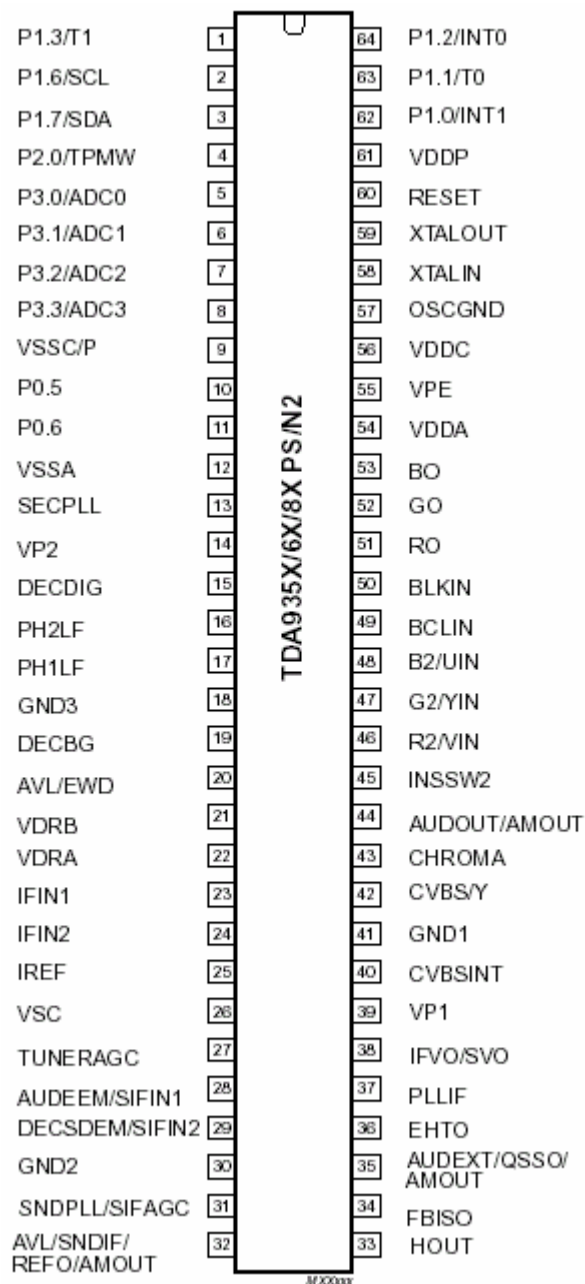 P1.3/T1 1 64 P1.2/INT0
P1.6/SCL 2 63 P1.1/T0
P1.7/SDA 3 62 P1.0/INT1
P2.0/TPMW 4 61 VDDP
P3.0/ADC0 5 60 RESET
P3.1/ADC1 6 59 XTALOUT
P3.2/ADC2 7 58 XTALIN
P3.3/ADC3 8 57 OSCGND
VSSC/P 9 56 VDDC
P0.5 10 55 VPE
P0.6 11 54 VDDA
VSSA 12 53 BO
SECPLL 13 52 GO
VP2 14 51 RO
DECDIG 15 50 BLKIN
PH2LF 16 49 BCLIN
PH1LF 17 48 B2/UIN
GND3 18 47 G2/YIN
DECBG 19 46 R2/VIN
AVL/EWD 20 45 INSSW2
VDRB 21 44 AUDOUT/AMOUT
VDRA 22 43 CHROMA
IFIN1 23 42 CVBS/Y
IFIN2 24 41 GND1
IREF 25 40 CVBSINT
VSC 26 39 VP1
TUNERAGC 27 38 IFVO/SVO
AUDEEM/SIFIN1 28 37 PLLIF
DECSDEM/SIFIN2 29 36 EHTO
GND2 30 35 AUDEXT/QSSO/
AMOUT
SNDPLL/SIFAGC 31 34 FBISO
AVL/SNDIF/
REFO/AMOUT 32 33 HOUT
TDA935X/6X/8X PS/N2